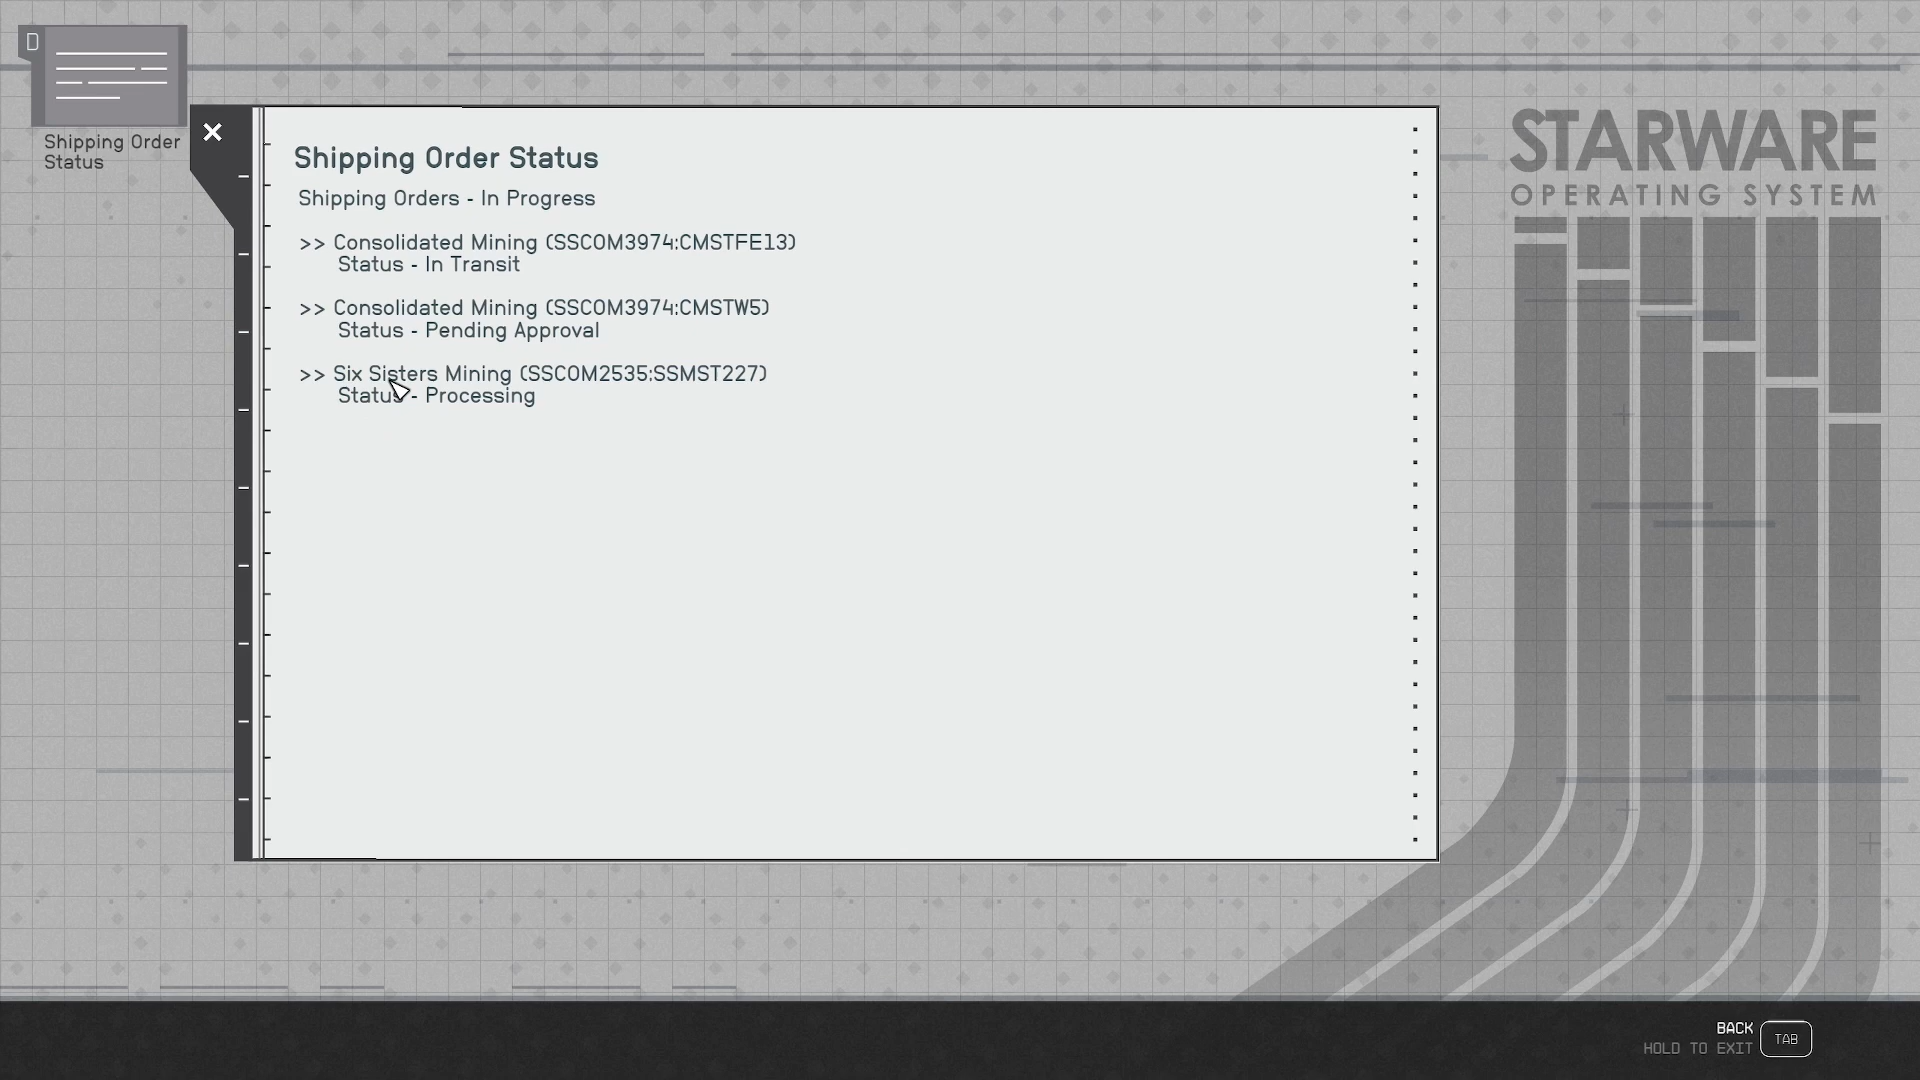 D
Shipping Order
Status
Shipping Order Status
Shipping Orders - In Progress
>> Consolidated Mining (SSCOM3974:CMSTFE13)
Status - In Transit
>> Consolidated Mining (SSCOM3974:CMSTW5)
Status - Pending Approval
>> Six Sisters Mining (SSCOM2535:SSMST227)
Status - Processing
STARWARE
OPERATING SYSTEM
BACK
HOLD TO EXIT
TAB